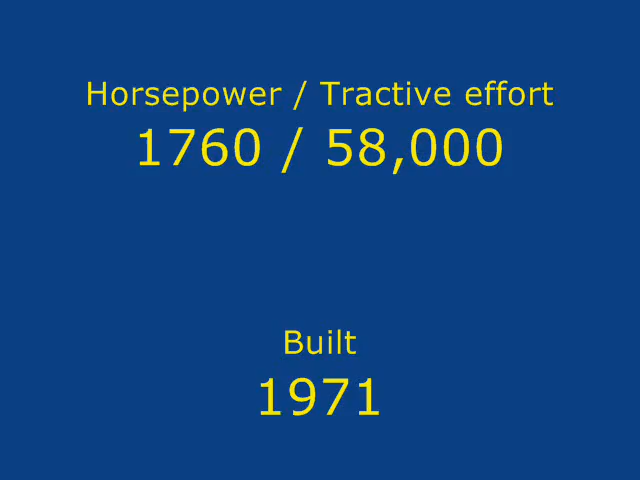 Horsepower / Tractive effort
1760 / 58,000
Built
1971